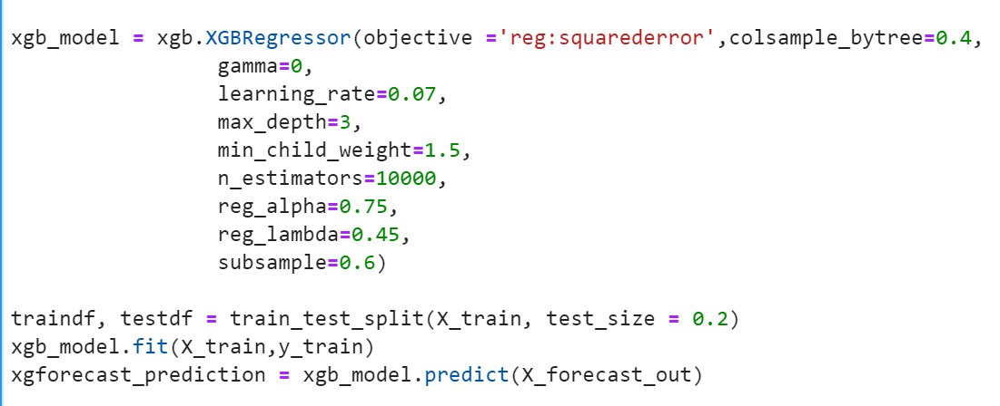 xgb_model = xgb.XGBRegressor(objective ='reg:squarederror',colsample_bytree=0.4,
gamma=0,
learning_rate=0.07,
max_depth=3,
min_child_weight=1.5,
n_estimators=10000,
reg_alpha=0.75,
reg_lambda=0.45,
subsample=0.6)
traindf, testdf = train_test_split(X_train, test_size = 0.2)
xgb_model.fit(X_train,y_train)
xgforecast_prediction = xgb_model.predict(X_forecast_out)